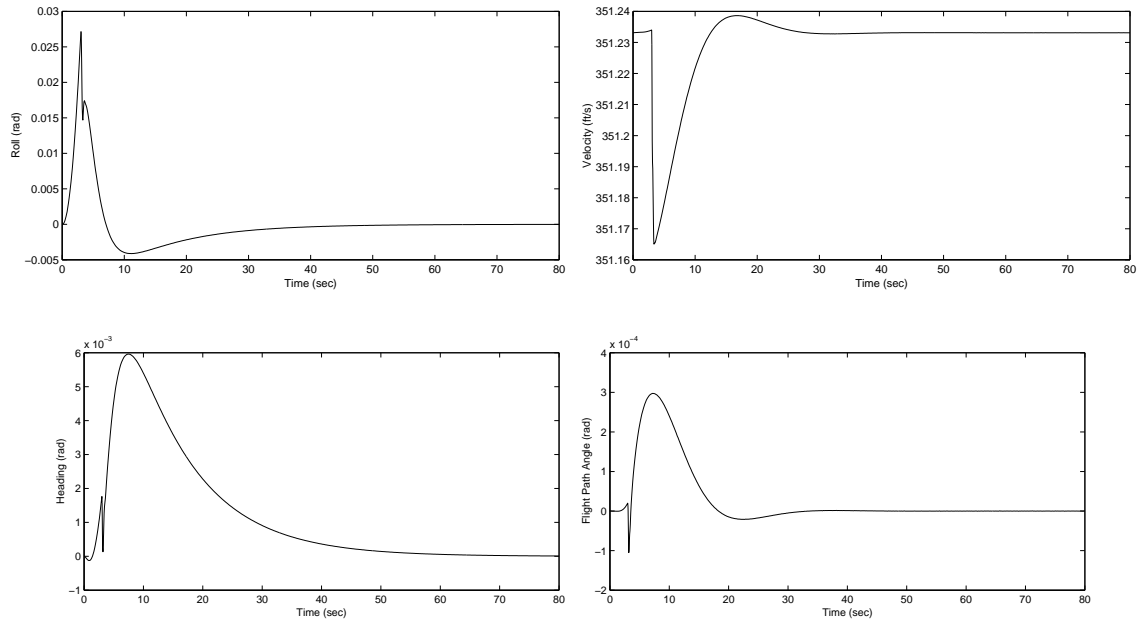 0.03
0.025
0.02
0.015
0.01
0.005
0
−0.005
Roll (rad)
0 10 20 30 40 50 60 70 80
Time (sec)
351.24
351.23
351.22
351.21
351.2
351.19
351.18
351.17
351.16
Velocity (ft/s)
0 10 20 30 40 50 60 70 80
Time (sec)
x 10−3
6
5
4
3
2
1
0
−1
Heading (rad)
0 10 20 30 40 50 60 70 80
Time (sec)
x 10−4
4
3
2
1
0
−1
−2
Flight Path Angle (rad)
0 10 20 30 40 50 60 70 80
Time (sec)